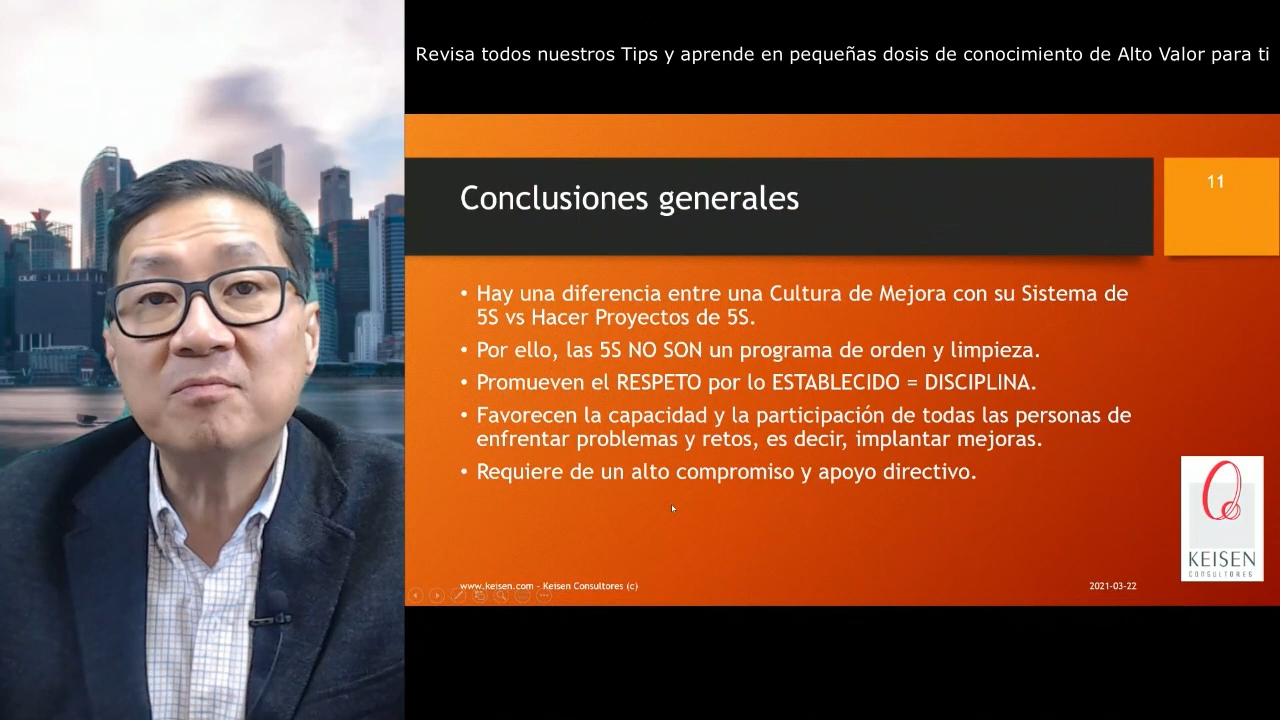 Revisa todos nuestros Tips y aprende en pequeñas dosis de conocimiento de Alto Valor para ti
Conclusiones generales
11
• Hay una diferencia entre una Cultura de Mejora con su Sistema de
5S vs Hacer Proyectos de 5S.
• Por ello, las 5S NO SON un programa de orden y limpieza.
• Promueven el RESPETO por lo ESTABLECIDO = DISCIPLINA.
• Favorecen la capacidad y la participación de todas las personas de
enfrentar problemas y retos, es decir, implantar mejoras.
• Requiere de un alto compromiso y apoyo directivo.
KEISEN
CONSULTORES
www.keisen.com - Keisen Consultores (c)
2021-03-22